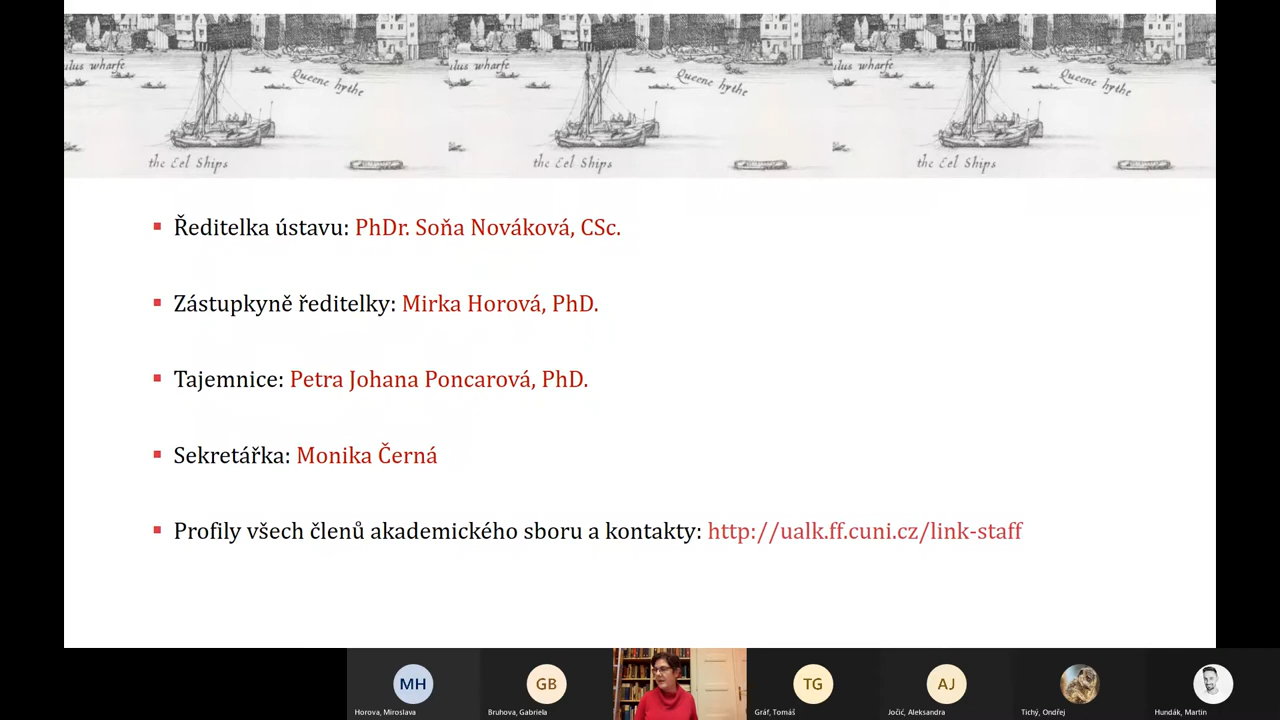 ulus wharfe
Queene hythe
the Eel Ships
ulus wharfe
Queene hythe
the Eel Ships
ulus wharfe
Queene hythe
the Eel Ships
Ředitelka ústavu: PhDr. Soňa Nováková, CSc.
Zástupkyně ředitelky: Mirka Horová, PhD.
Tajemnice: Petra Johana Poncarová, PhD.
Sekretářka: Monika Černá
Profily všech členů akademického sboru a kontakty: http://ualk.ff.cuni.cz/link-staff
MH
GB
TG
AJ
Horova, Miroslava
Bruhova, Gabriela
Gráf, Tomáš
Jočić, Aleksandra
Tichý, Ondřej
Hundák, Martin